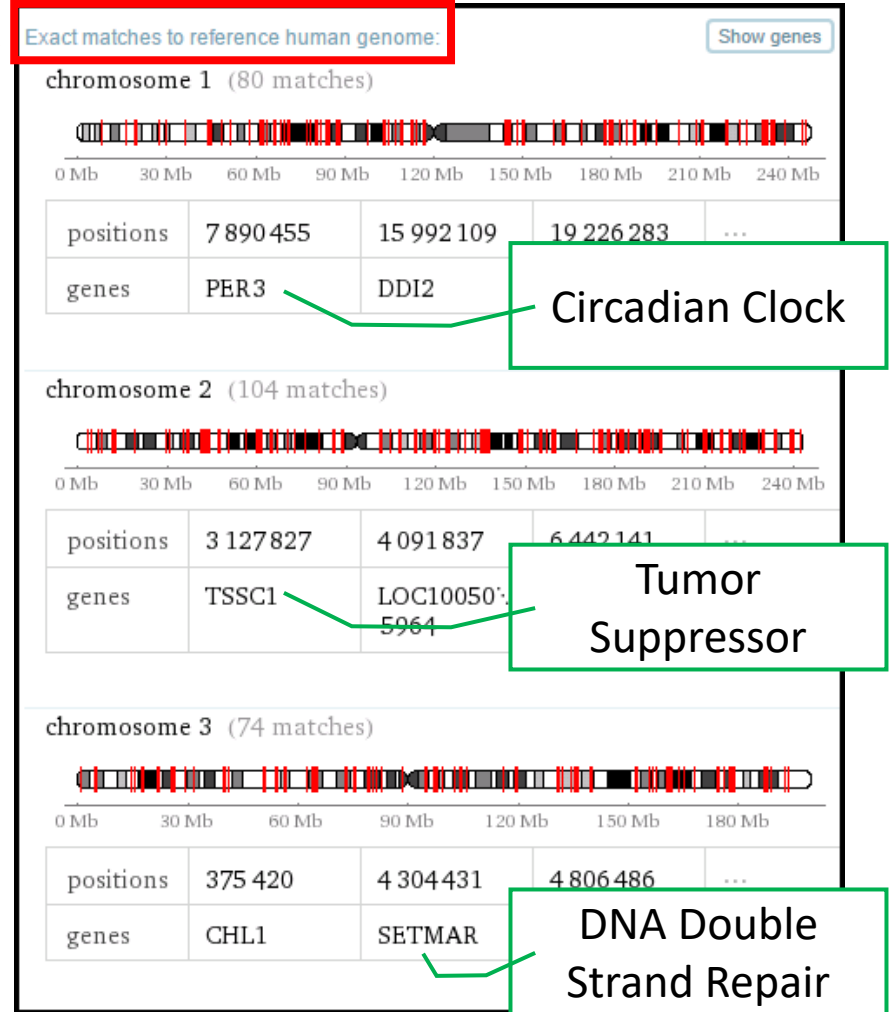 Exact matches to reference human genome:
Show genes
chromosome 1 (80 matches)
0 Mb 30 Mb 60 Mb 90 Mb 120 Mb 150 Mb 180 Mb 210 Mb 240 Mb
positions 7 890 455 15 992 109 19 226 283 ...
genes PER3 DDI2
Circadian Clock
chromosome 2 (104 matches)
0 Mb 30 Mb 60 Mb 90 Mb 120 Mb 150 Mb 180 Mb 210 Mb 240 Mb
positions 3 127 827 4 091 837 6 442 141 ...
genes TSSC1 LOC10050⋱
5964
Tumor
Suppressor
chromosome 3 (74 matches)
0 Mb 30 Mb 60 Mb 90 Mb 120 Mb 150 Mb 180 Mb
positions 375 420 4 304 431 4 806 486 ...
genes CHL1 SETMAR
DNA Double
Strand Repair